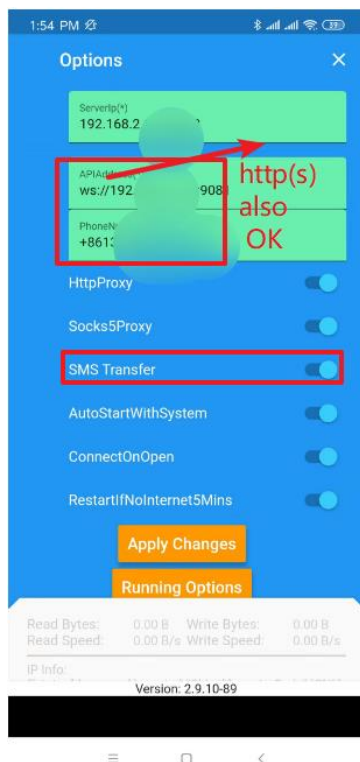 1:54 PM
Options
ServerIp(*)
192.168.2
http(s)
also
OK
ws://192
908
+861
HttpProxy
Socks5Proxy
SMS Transfer
AutoStartWithSystem
ConnectOnOpen
RestartIfNoInternet5Mins
Apply Changes
Running Options
Read Bytes: 0.00 B Write Bytes: 0.00 B
Read Speed: 0.00 B/s Write Speed: 0.00 B/s
IP Info:
Version: 2.9.10-89